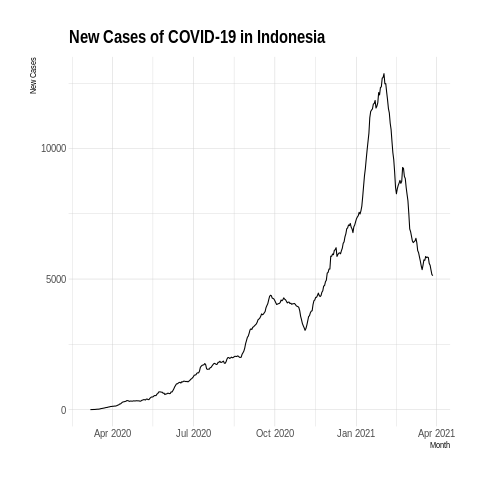 New Cases of COVID-19 in Indonesia
New Cases
10000
5000
0
Apr 2020 Jul 2020 Oct 2020 Jan 2021 Apr 2021
Month